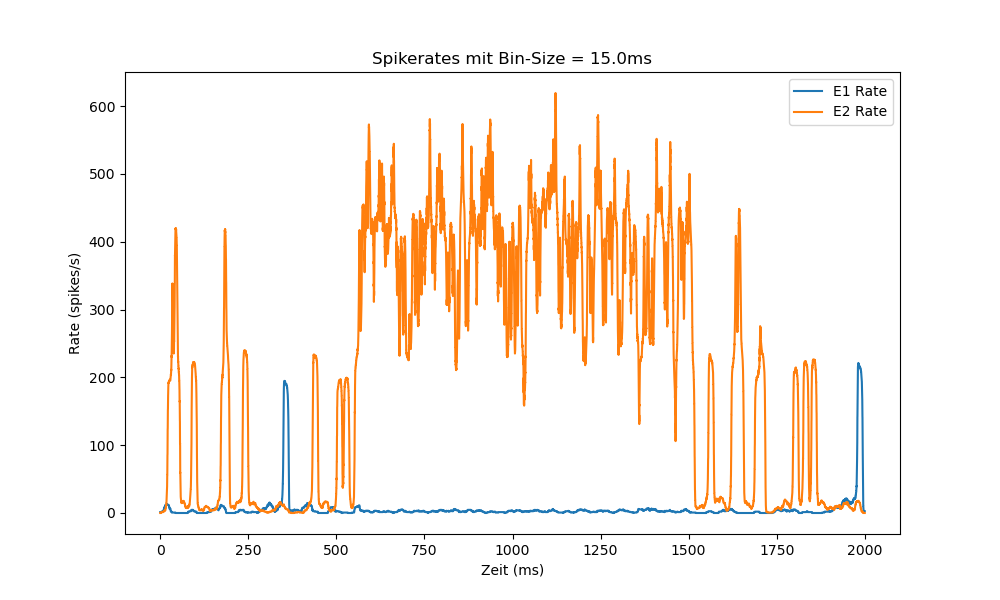 Spikerates mit Bin-Size = 15.0ms
E1 Rate
E2 Rate
Rate (spikes/s)
600
500
400
300
200
100
0
0 250 500 750 1000 1250 1500 1750 2000
Zeit (ms)